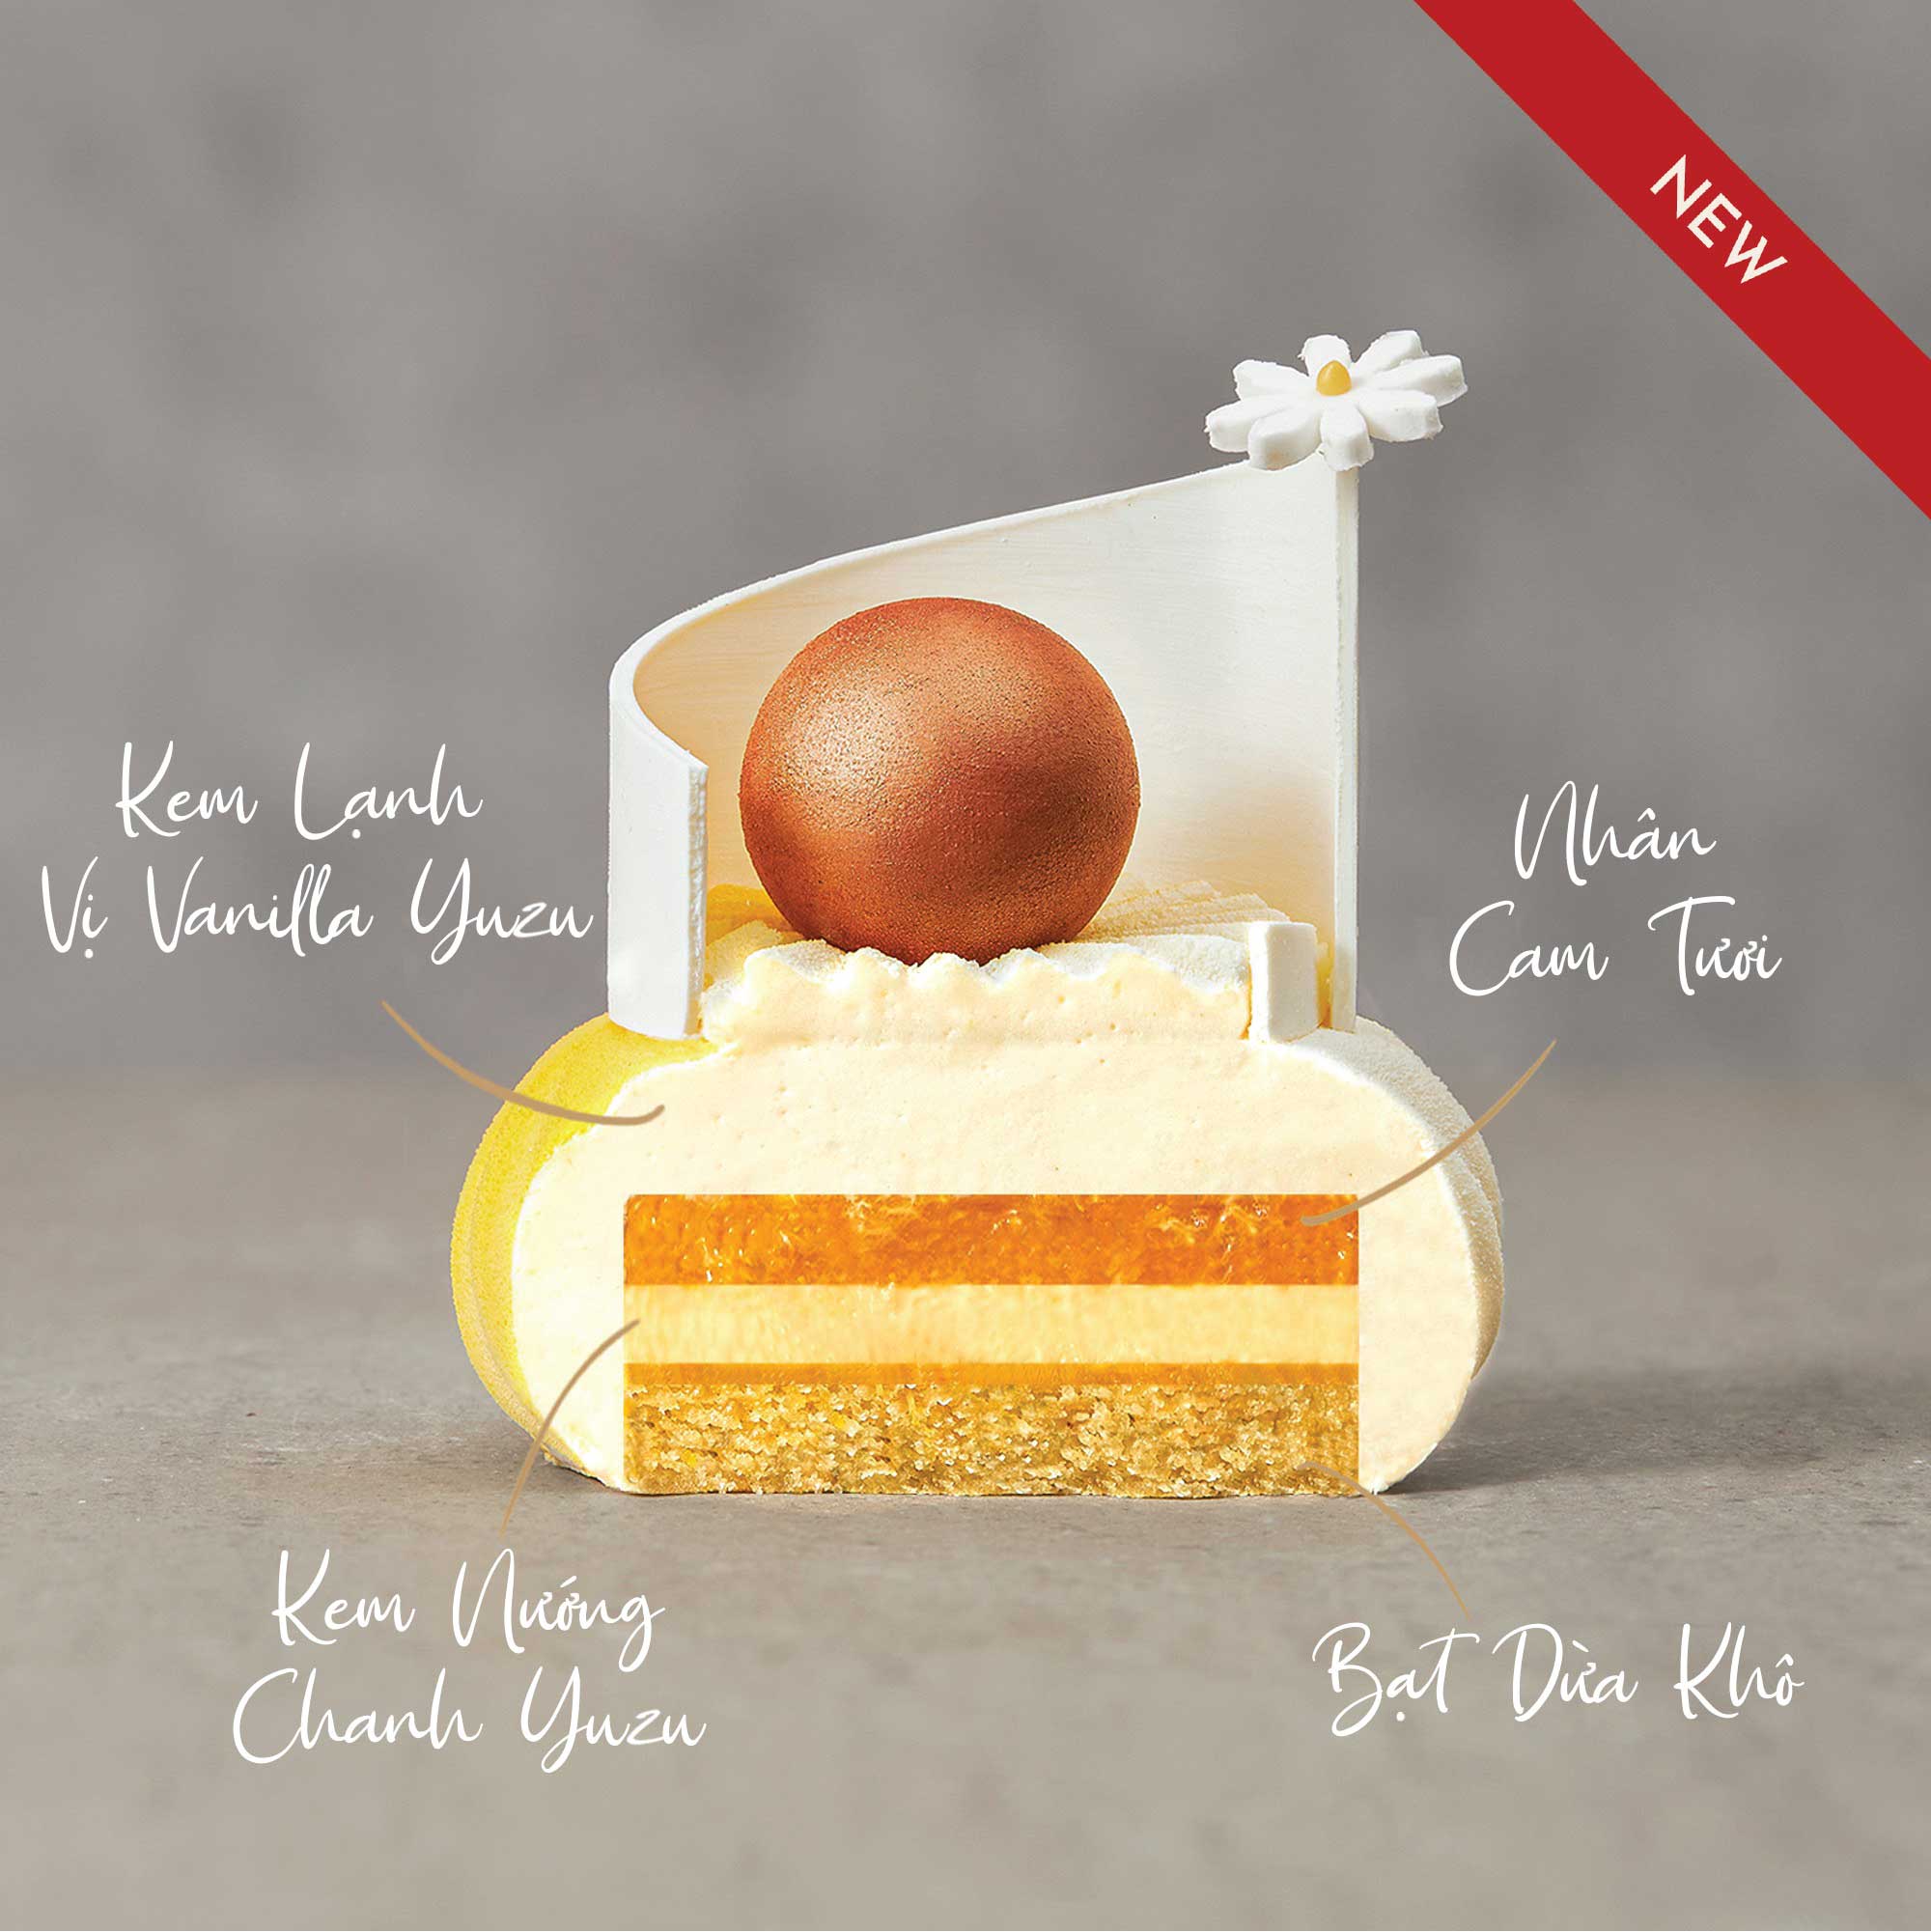 NEW
Kem Lạnh
Vị Vanilla Yuzu
Nhân
Cam Tươi
Kem Nướng
Chanh Yuzu
Bạt Dừa Khô